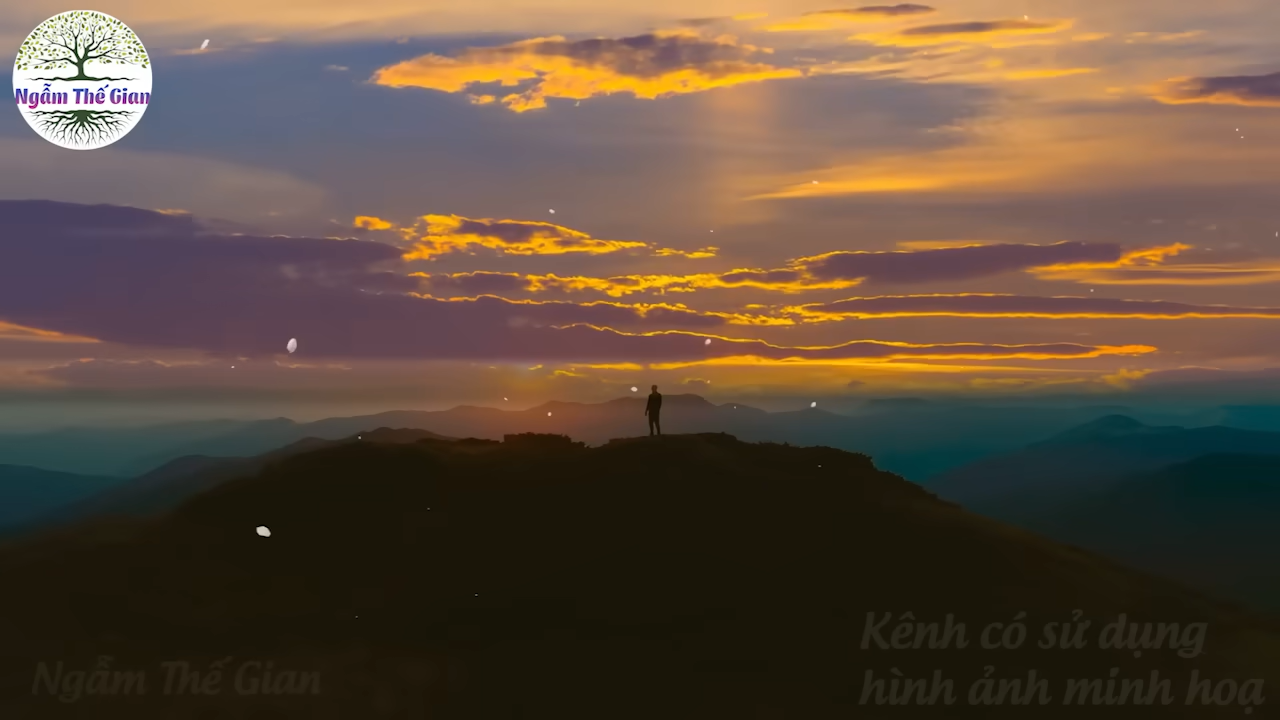 Ngẫm Thế Gian
Ngẫm Thế Gian
Kênh có sử dụng
hình ảnh minh hoạ